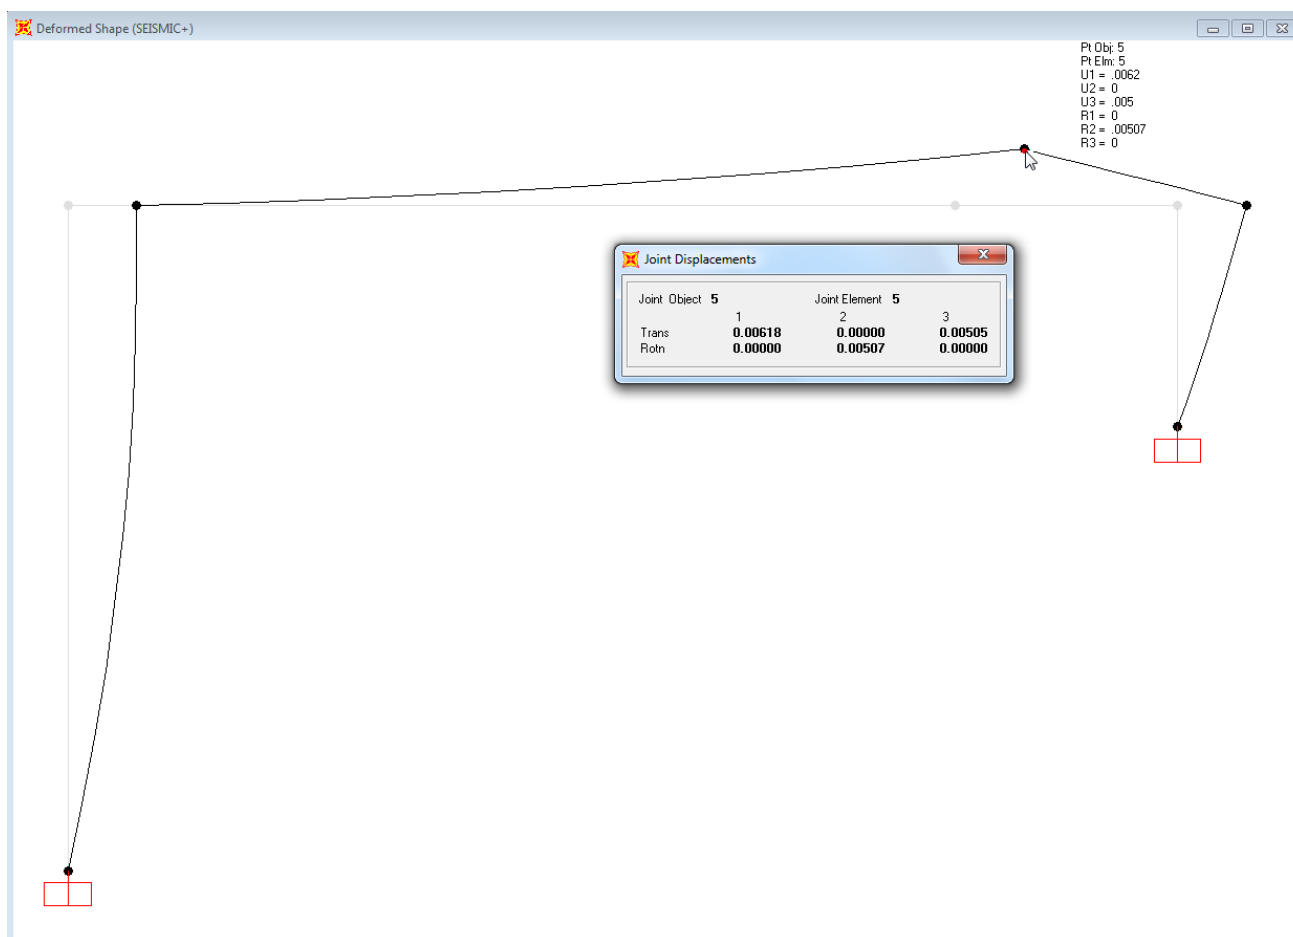 Deformed Shape (SEISMIC+)
Pt Obj: 5
Pt Elm: 5
U1 = .0062
U2 = 0
U3 = .005
R1 = 0
R2 = .00507
R3 = 0
Joint Displacements
Joint Object 5 Joint Element 5
1 2 3
Trans 0.00618 0.00000 0.00505
Rotn 0.00000 0.00507 0.00000